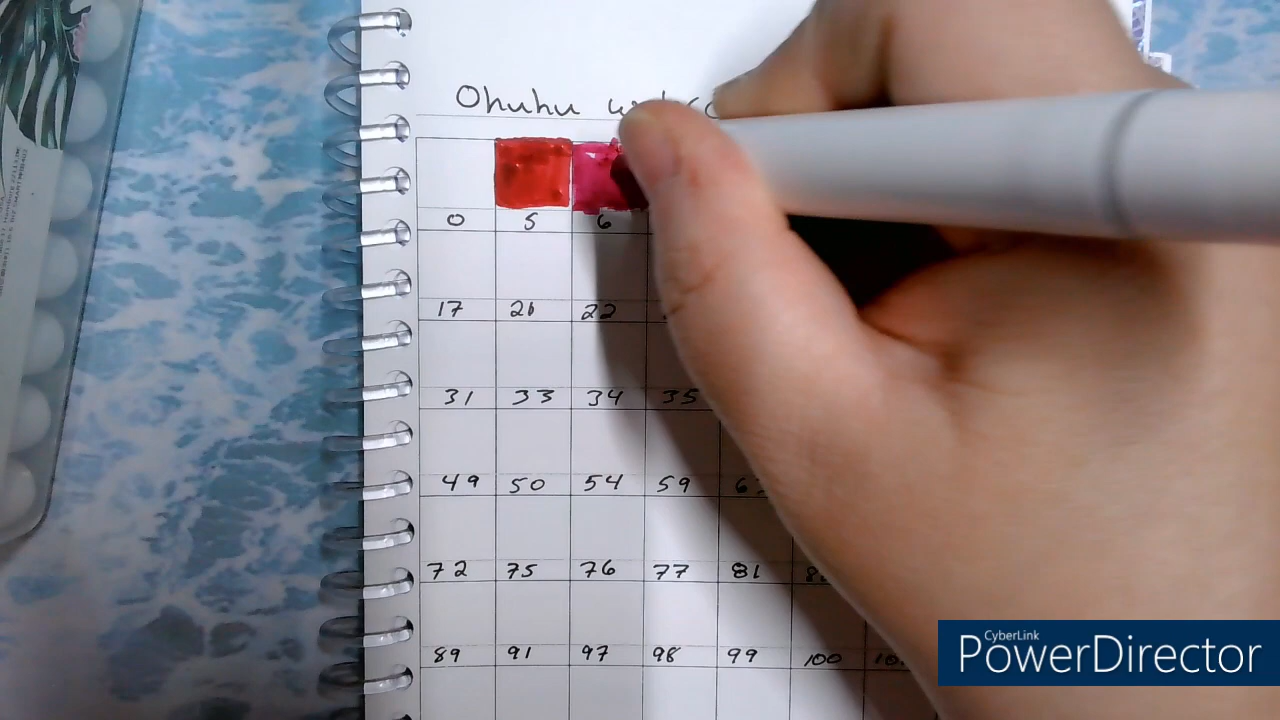 Ohuhu
0 5 6
17 21 22
31 33 34 35
49 50 54 59
72 75 76 77 81
89 91 97 98 99 100
CyberLink
PowerDirector